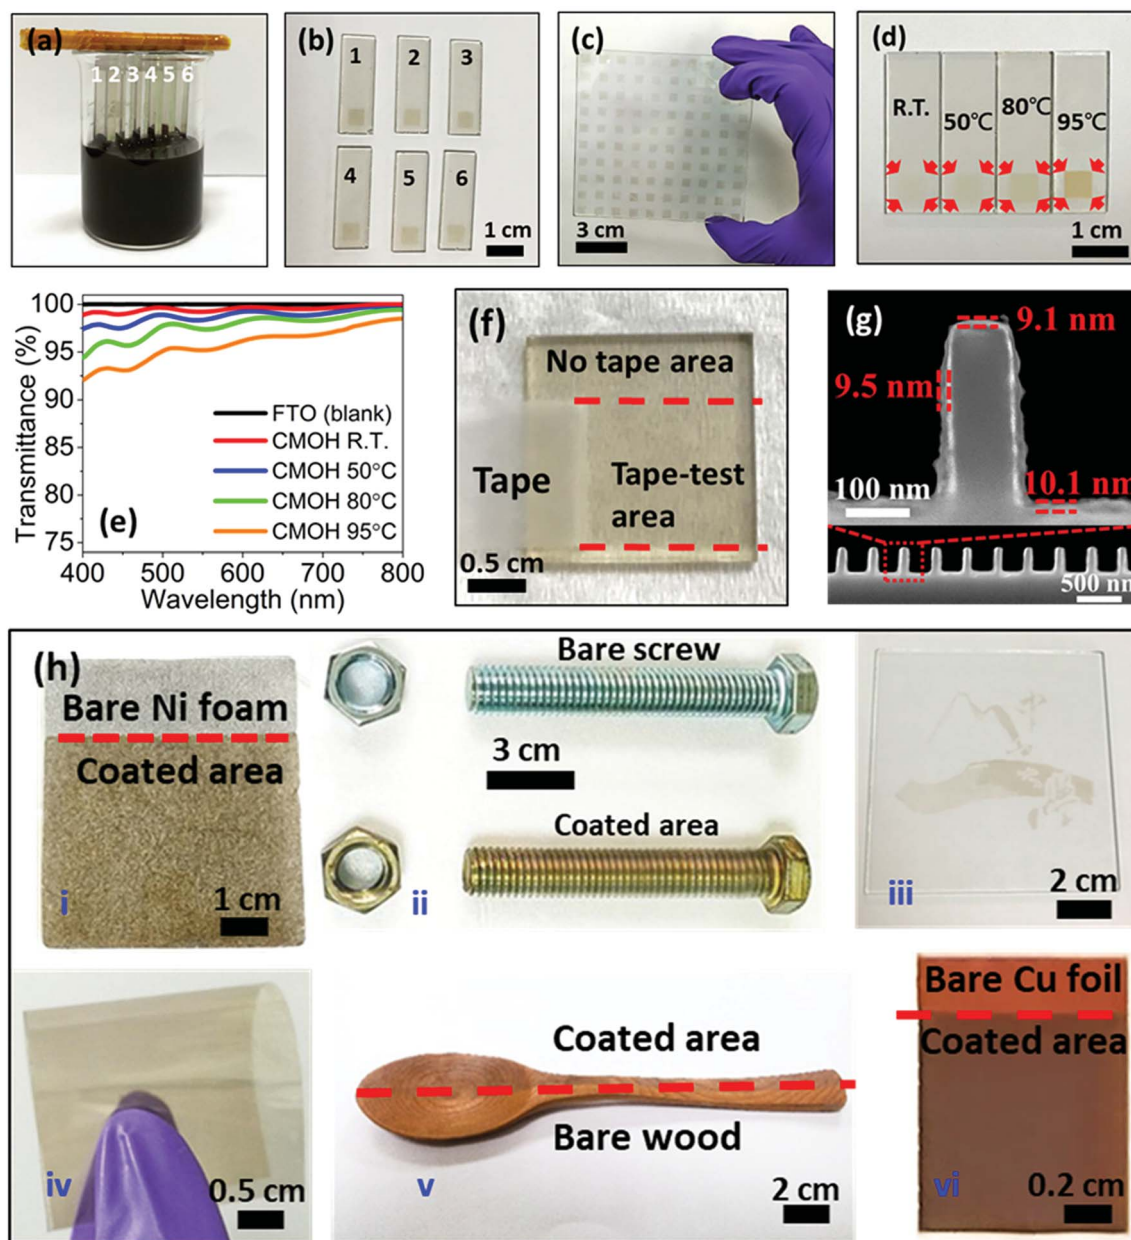 (a)
1 2 3 4 5 6
(b)
1 2 3
4 5 6
1 cm
(c)
3 cm
(d)
R.T. 50℃ 80℃ 95℃
1 cm
100
95
90
85
80
75
Transmittance (%)
FTO (blank)
CMOH R.T.
CMOH 50°C
CMOH 80°C
CMOH 95°C
(e)
400 500 600 700 800
Wavelength (nm)
(f)
No tape area
Tape
Tape-test
area
0.5 cm
(g)
9.1 nm
9.5 nm
10.1 nm
100 nm
500 nm
(h)
Bare Ni foam
Coated area
i
1 cm
Bare screw
3 cm
Coated area
ii
iii
2 cm
iv
0.5 cm
Coated area
Bare wood
v
2 cm
Bare Cu foil
Coated area
vi
0.2 cm